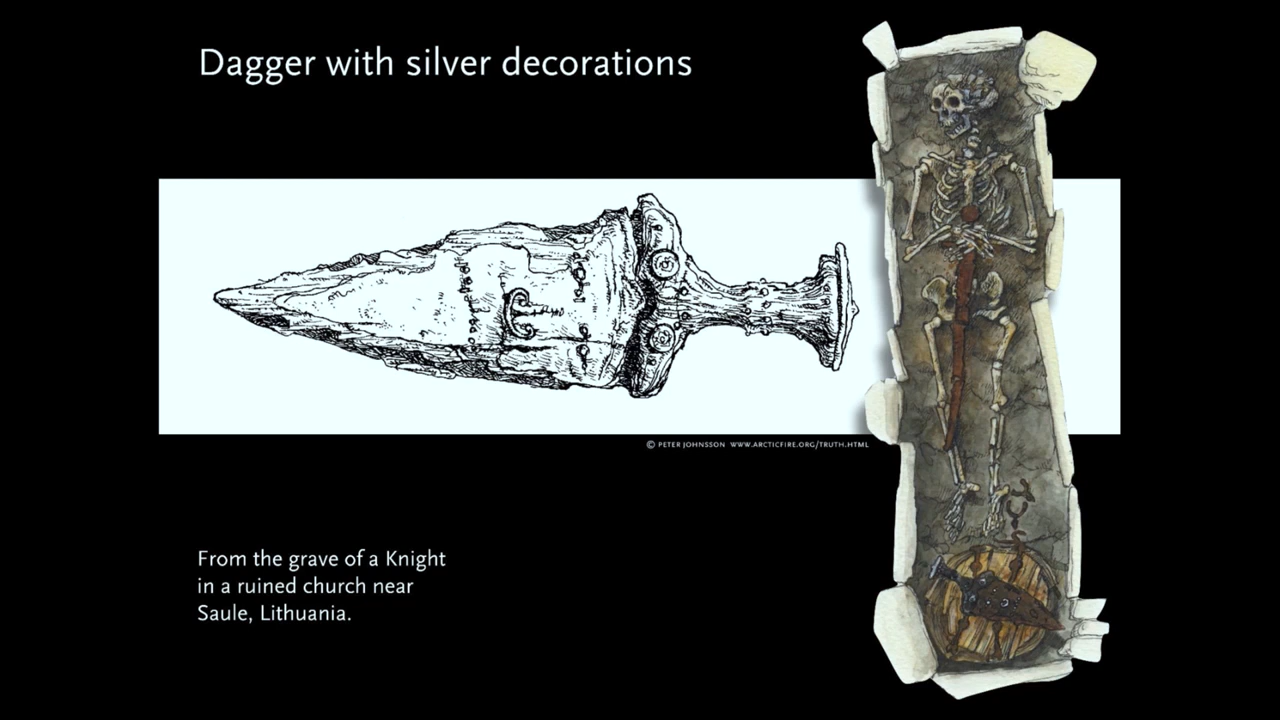 Dagger with silver decorations
© PETER JOHNSSON WWW.ARCTICFIRE.ORG/TRUTH.HTML
From the grave of a Knight
in a ruined church near
Saule, Lithuania.